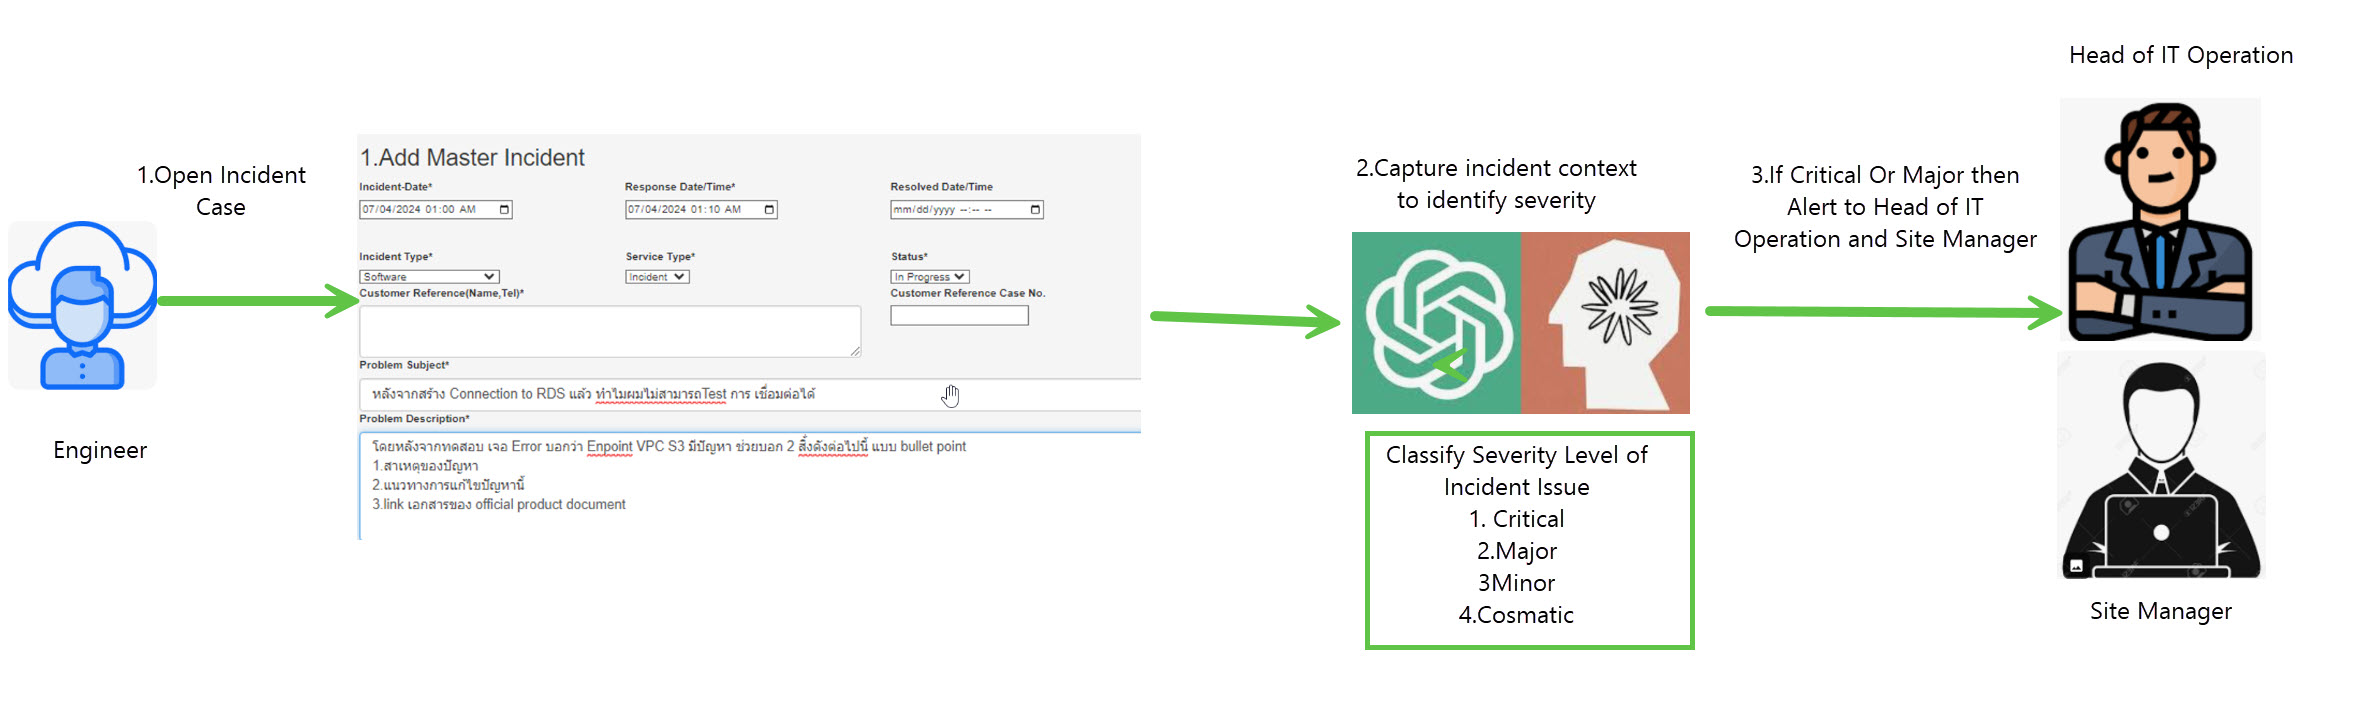 Head of IT Operation
1.Open Incident
Case
Engineer
1.Add Master Incident
Incident-Date*
Response Date/Time*
Resolved Date/Time
07/04/2024 01:00 AM
07/04/2024 01:10 AM
mm/dd/yyyy --:-- --
Incident Type*
Service Type*
Status*
Software
Incident
In Progress
Customer Reference(Name,Tel)*
Customer Reference Case No.
Problem Subject*
หลังจากสร้าง Connection to RDS แล้ว ทำไมผมไม่สามารถTest การ เชื่อมต่อได้
Problem Description*
โดยหลังจากทดสอบ เจอ Error บอกว่า Enpoint VPC S3 มีปัญหา ช่วยบอก 2 สิ่งดังต่อไปนี้ แบบ bullet point
1.สาเหตุของปัญหา
2.แนวทางการแก้ไขปัญหานี้
3.link เอกสารของ official product document
2.Capture incident context
to identify severity
Classify Severity Level of
Incident Issue
1. Critical
2.Major
3Minor
4.Cosmatic
3.If Critical Or Major then
Alert to Head of IT
Operation and Site Manager
Site Manager